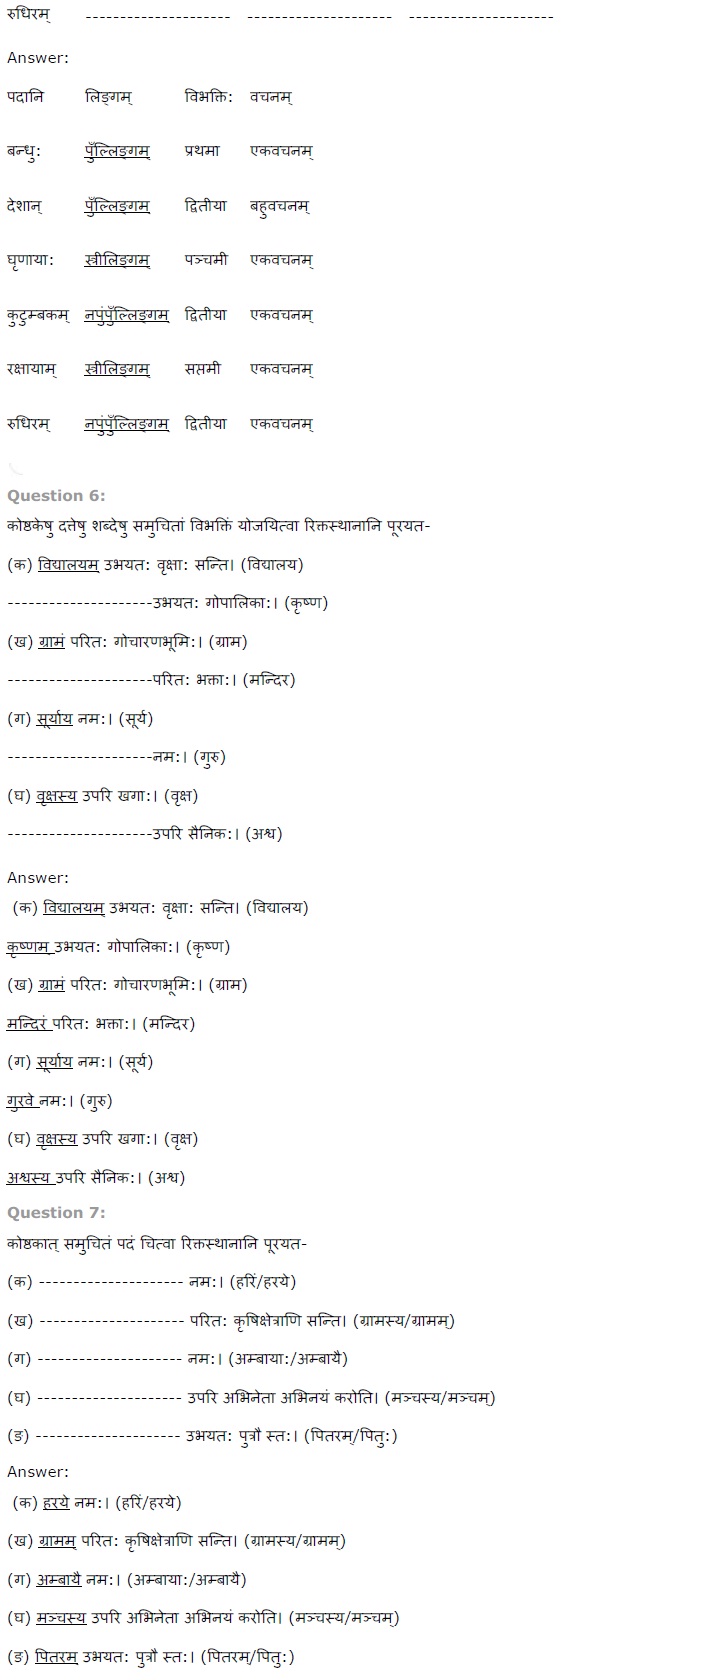 रुधिरम् --------------------- --------------------- ---------------------
Answer:
पदानि लिङ्गम् विभक्ति: वचनम्
बन्धु: पुँल्लिङ्गम् प्रथमा एकवचनम्
देशान् पुँल्लिङ्गम् द्वितीया बहुवचनम्
घृणाया: स्त्रीलिङ्गम् पञ्चमी एकवचनम्
कुटुम्बकम् नपुंपुँल्लिङ्गम् द्वितीया एकवचनम्
रक्षायाम् स्त्रीलिङ्गम् सप्तमी एकवचनम्
रुधिरम् नपुंपुँल्लिङ्गम् द्वितीया एकवचनम्
Question 6:
कोष्ठकेषु दत्तेषु शब्देषु समुचितां विभक्तिं योजयित्वा रिक्तस्थानानि पूरयत-
(क) विद्यालयम् उभयत: वृक्षा: सन्ति। (विद्यालय)
---------------------उभयत: गोपालिका:। (कृष्ण)
(ख) ग्रामं परित: गोचारणभूमि:। (ग्राम)
---------------------परित: भक्ता:। (मन्दिर)
(ग) सूर्याय नम:। (सूर्य)
---------------------नम:। (गुरु)
(घ) वृक्षस्य उपरि खगा:। (वृक्ष)
---------------------उपरि सैनिक:। (अश्व)
Answer:
(क) विद्यालयम् उभयत: वृक्षा: सन्ति। (विद्यालय)
कृष्णम् उभयत: गोपालिका:। (कृष्ण)
(ख) ग्रामं परित: गोचारणभूमि:। (ग्राम)
मन्दिरं परित: भक्ता:। (मन्दिर)
(ग) सूर्याय नम:। (सूर्य)
गुरवे नम:। (गुरु)
(घ) वृक्षस्य उपरि खगा:। (वृक्ष)
अश्वस्य उपरि सैनिक:। (अश्व)
Question 7:
कोष्ठकात् समुचितं पदं चित्वा रिक्तस्थानानि पूरयत-
(क) --------------------- नम:। (हरिं/हरये)
(ख) --------------------- परित: कृषिक्षेत्राणि सन्ति। (ग्रामस्य/ग्रामम्)
(ग) --------------------- नम:। (अम्बाया:/अम्बायै)
(घ) --------------------- उपरि अभिनेता अभिनयं करोति। (मञ्चस्य/मञ्चम्)
(ङ) --------------------- उभयत: पुत्रौ स्त:। (पितरम्/पितु:)
Answer:
(क) हरये नम:। (हरिं/हरये)
(ख) ग्रामम् परित: कृषिक्षेत्राणि सन्ति। (ग्रामस्य/ग्रामम्)
(ग) अम्बायै नम:। (अम्बाया:/अम्बायै)
(घ) मञ्चस्य उपरि अभिनेता अभिनयं करोति। (मञ्चस्य/मञ्चम्)
(ङ) पितरम् उभयत: पुत्रौ स्त:। (पितरम्/पितु:)